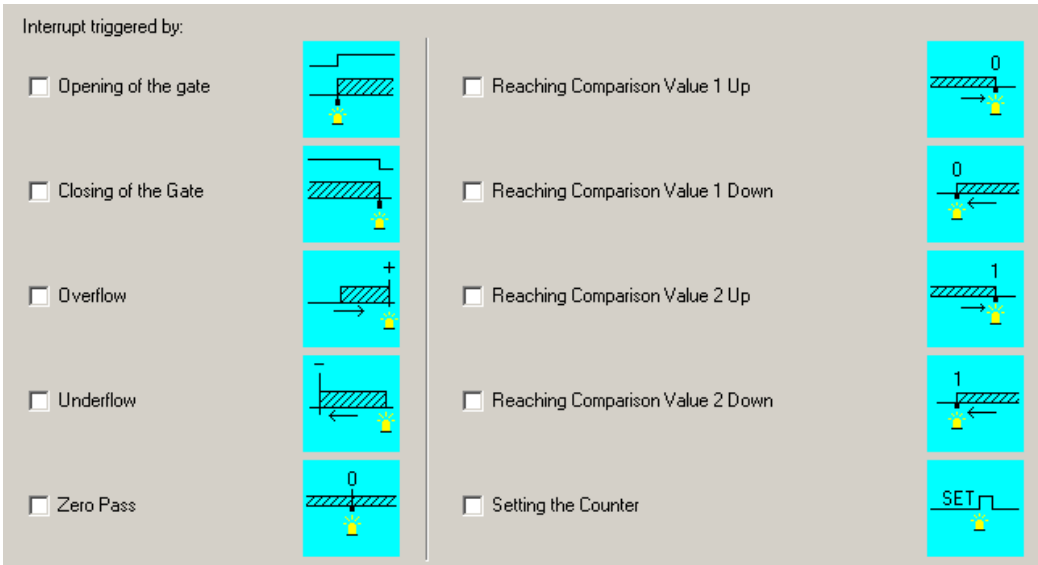 Interrupt triggered by:
Opening of the gate
Closing of the Gate
Overflow
+
Underflow
−
Zero Pass
0
Reaching Comparison Value 1 Up
0
Reaching Comparison Value 1 Down
0
Reaching Comparison Value 2 Up
1
Reaching Comparison Value 2 Down
1
Setting the Counter
SET